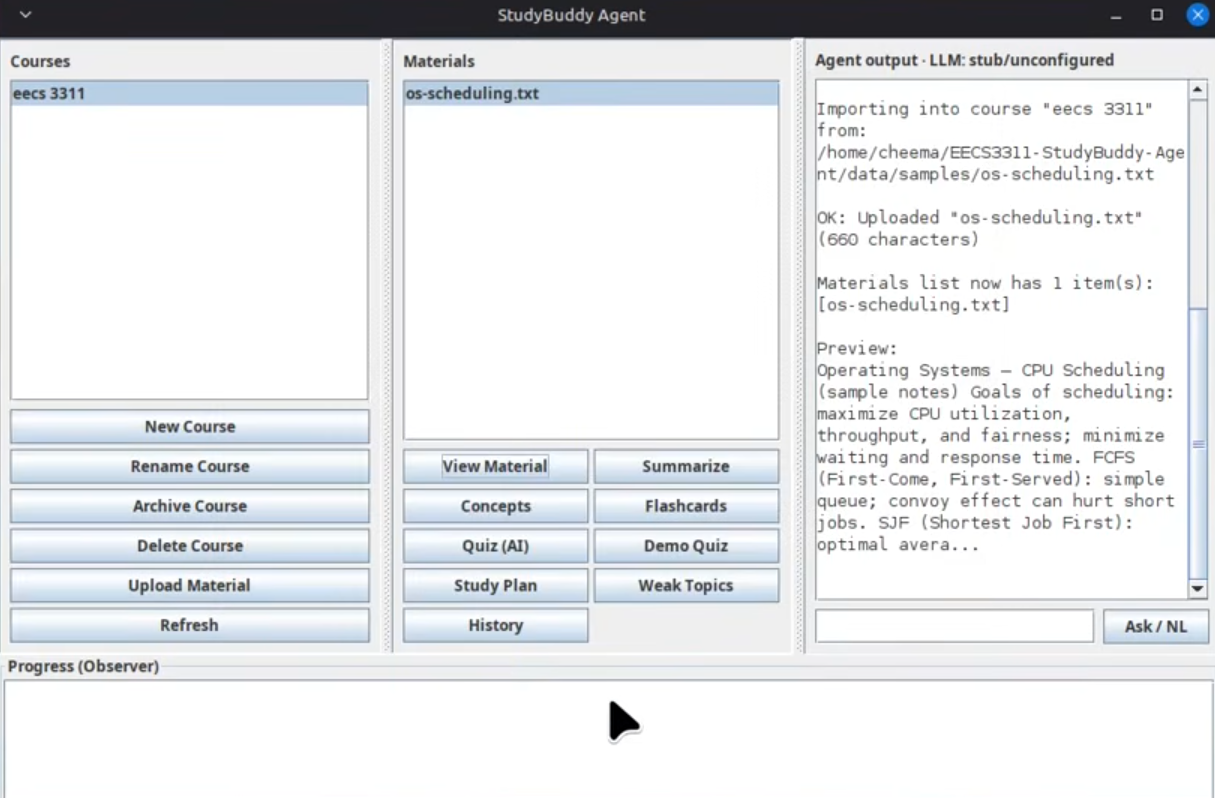 StudyBuddy Agent
Courses
eecs 3311
New Course
Rename Course
Archive Course
Delete Course
Upload Material
Refresh
Materials
os-scheduling.txt
View Material
Summarize
Concepts
Flashcards
Quiz (AI)
Demo Quiz
Study Plan
Weak Topics
History
Agent output · LLM: stub/unconfigured
Importing into course "eecs 3311"
from:
/home/cheema/EECS3311-StudyBuddy-Age
nt/data/samples/os-scheduling.txt
OK: Uploaded "os-scheduling.txt"
(660 characters)
Materials list now has 1 item(s):
[os-scheduling.txt]
Preview:
Operating Systems — CPU Scheduling
(sample notes) Goals of scheduling:
maximize CPU utilization,
throughput, and fairness; minimize
waiting and response time. FCFS
(First-Come, First-Served): simple
queue; convoy effect can hurt short
jobs. SJF (Shortest Job First):
optimal avera...
Ask / NL
Progress (Observer)